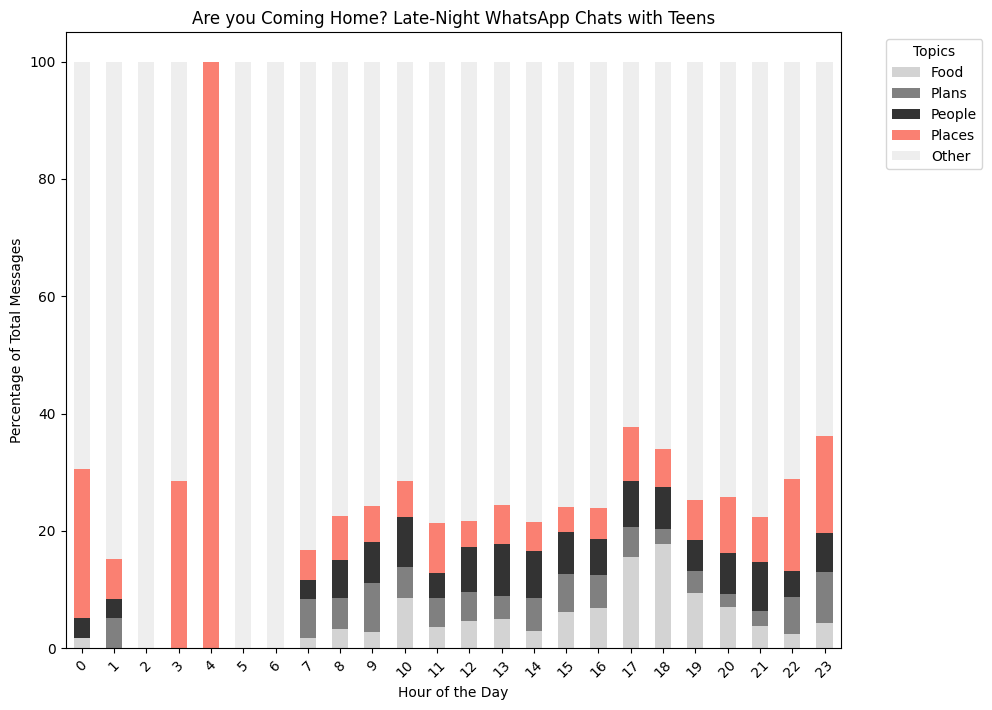 Are you Coming Home? Late-Night WhatsApp Chats with Teens
Topics
Food
Plans
People
Places
Other
Percentage of Total Messages
100
80
60
40
20
0
0 1 2 3 4 5 6 7 8 9 10 11 12 13 14 15 16 17 18 19 20 21 22 23
Hour of the Day